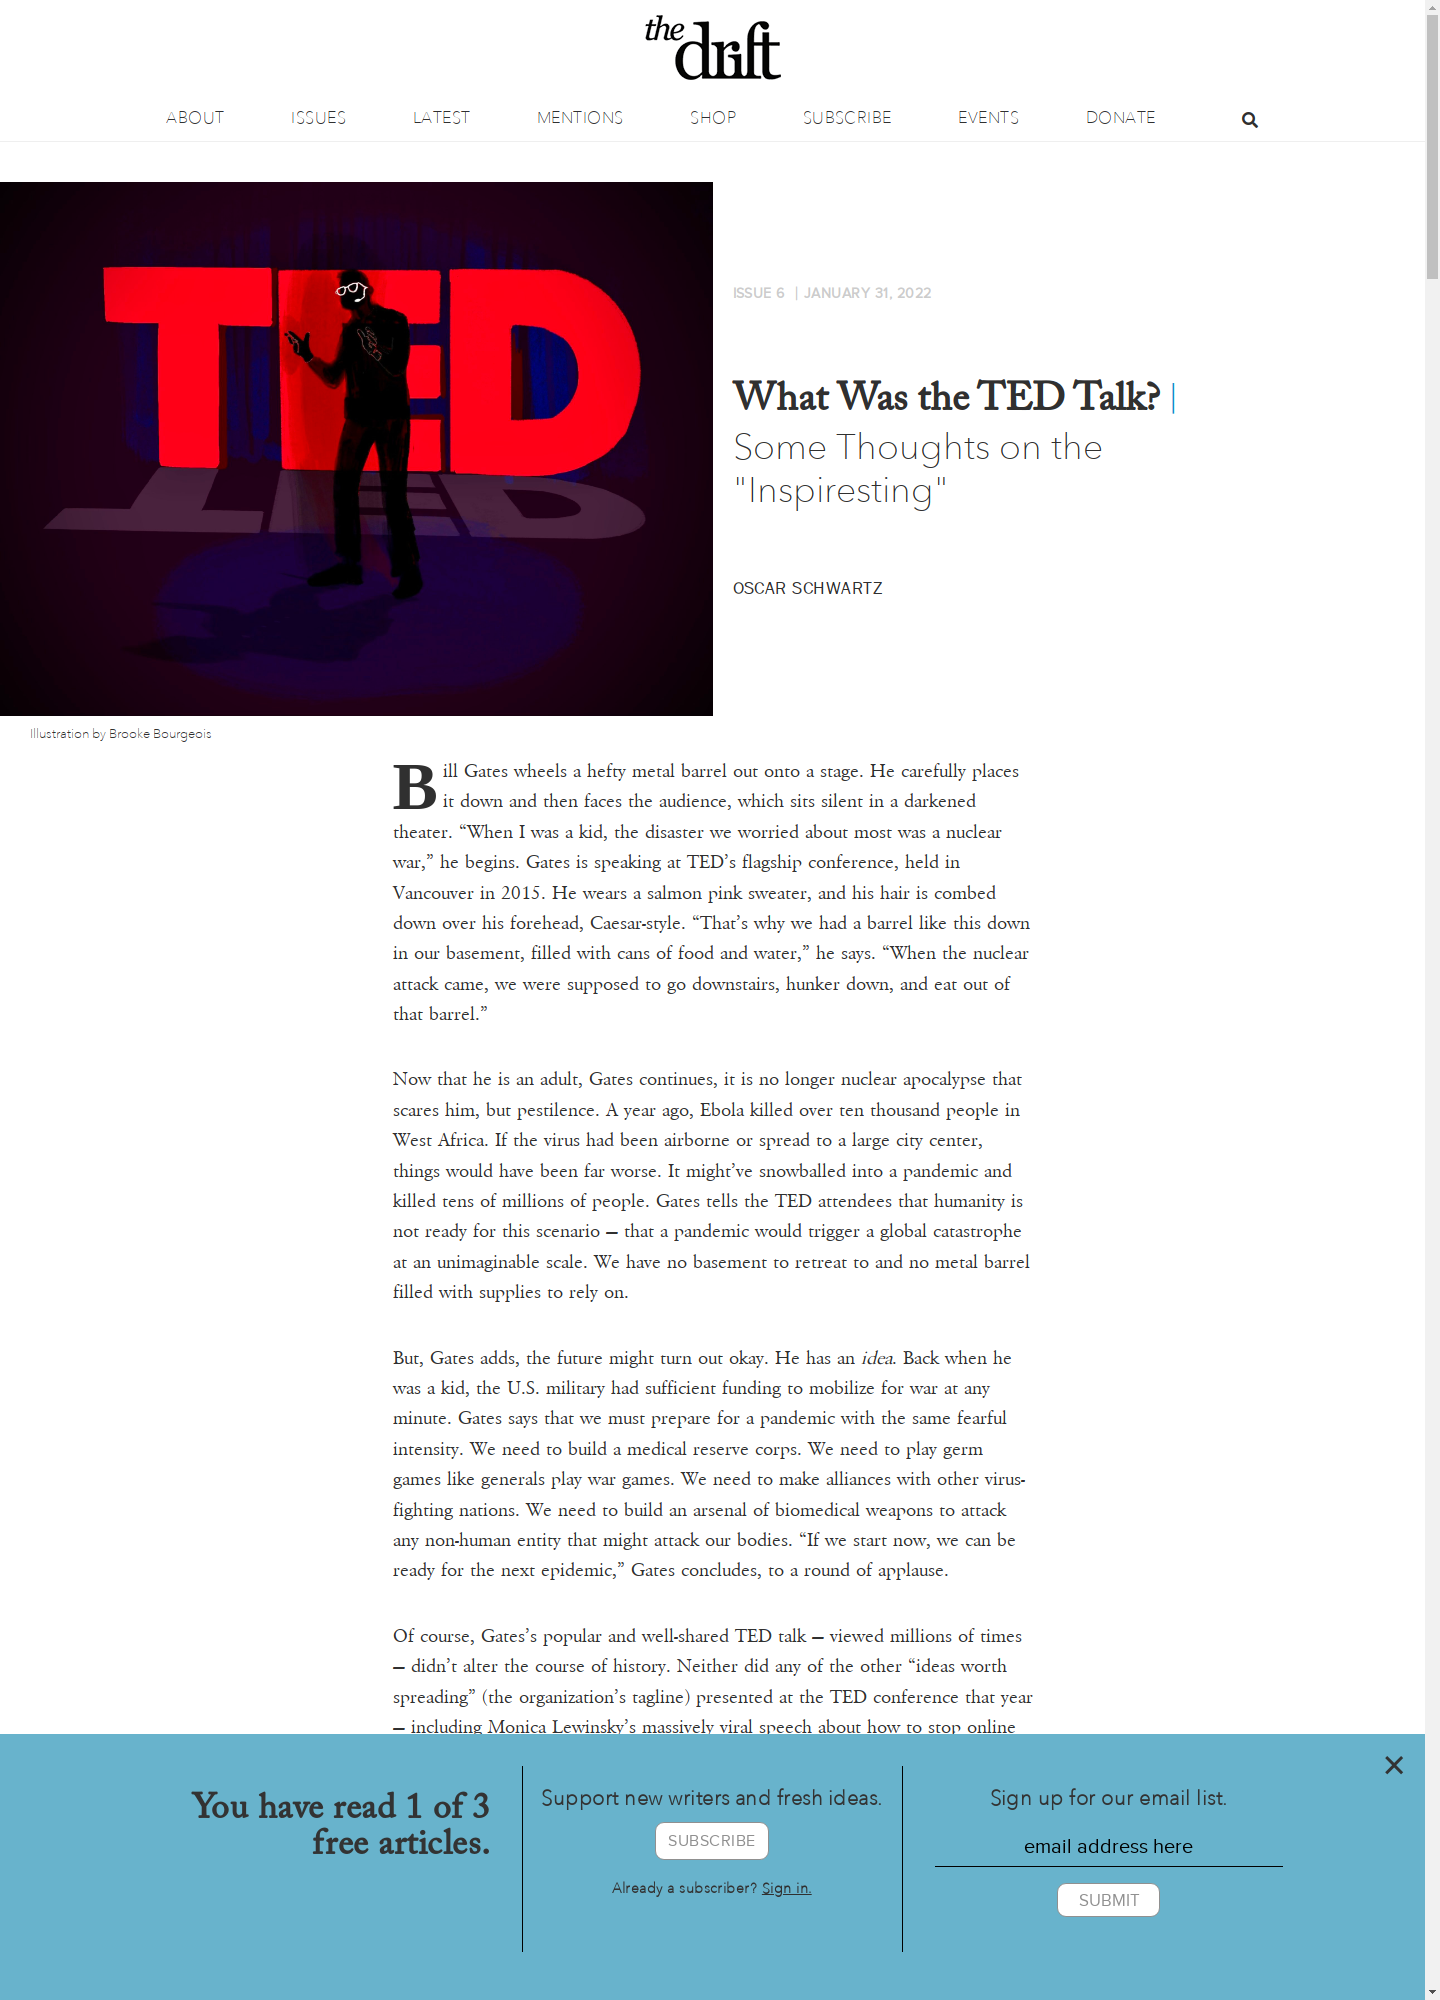 the drift
ABOUT ISSUES LATEST MENTIONS SHOP SUBSCRIBE EVENTS DONATE
TED
TED
ISSUE 6 | JANUARY 31, 2022
What Was the TED Talk? |
Some Thoughts on the
"Inspiresting"
OSCAR SCHWARTZ
Illustration by Brooke Bourgeois
Bill Gates wheels a hefty metal barrel out onto a stage. He carefully places
it down and then faces the audience, which sits silent in a darkened
theater. “When I was a kid, the disaster we worried about most was a nuclear
war,” he begins. Gates is speaking at TED’s flagship conference, held in
Vancouver in 2015. He wears a salmon pink sweater, and his hair is combed
down over his forehead, Caesar-style. “That’s why we had a barrel like this down
in our basement, filled with cans of food and water,” he says. “When the nuclear
attack came, we were supposed to go downstairs, hunker down, and eat out of
that barrel.”
Now that he is an adult, Gates continues, it is no longer nuclear apocalypse that
scares him, but pestilence. A year ago, Ebola killed over ten thousand people in
West Africa. If the virus had been airborne or spread to a large city center,
things would have been far worse. It might’ve snowballed into a pandemic and
killed tens of millions of people. Gates tells the TED attendees that humanity is
not ready for this scenario — that a pandemic would trigger a global catastrophe
at an unimaginable scale. We have no basement to retreat to and no metal barrel
filled with supplies to rely on.
But, Gates adds, the future might turn out okay. He has an idea. Back when he
was a kid, the U.S. military had sufficient funding to mobilize for war at any
minute. Gates says that we must prepare for a pandemic with the same fearful
intensity. We need to build a medical reserve corps. We need to play germ
games like generals play war games. We need to make alliances with other virus-
fighting nations. We need to build an arsenal of biomedical weapons to attack
any non-human entity that might attack our bodies. “If we start now, we can be
ready for the next epidemic,” Gates concludes, to a round of applause.
Of course, Gates’s popular and well-shared TED talk — viewed millions of times
— didn’t alter the course of history. Neither did any of the other “ideas worth
spreading” (the organization’s tagline) presented at the TED conference that year
— including Monica Lewinsky’s massively viral speech about how to stop online
You have read 1 of 3
free articles.
Support new writers and fresh ideas.
SUBSCRIBE
Already a subscriber? Sign in.
Sign up for our email list.
email address here
SUBMIT